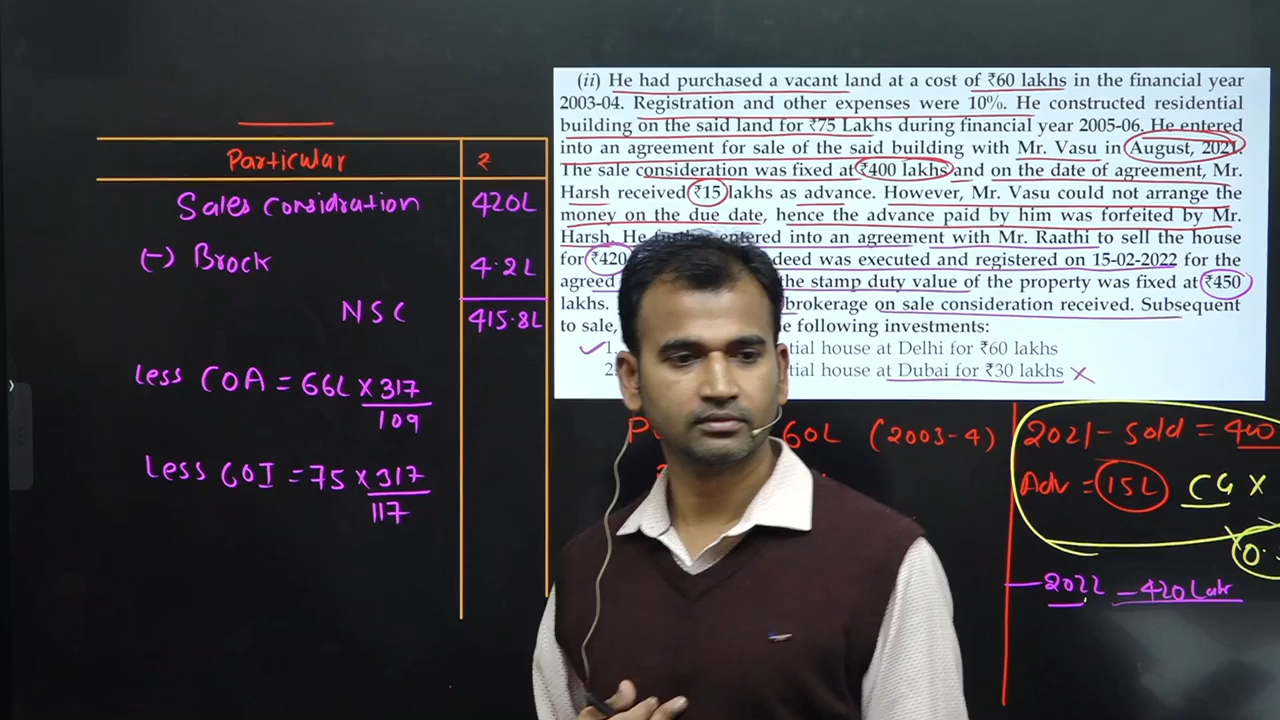 (ii) He had purchased a vacant land at a cost of ₹60 lakhs in the financial year
2003-04. Registration and other expenses were 10%. He constructed residential
building on the said land for ₹75 Lakhs during financial year 2005-06. He entered
into an agreement for sale of the said building with Mr. Vasu in August, 2021.
The sale consideration was fixed at ₹400 lakhs and on the date of agreement, Mr.
Harsh received ₹15 lakhs as advance. However, Mr. Vasu could not arrange the
money on the due date, hence the advance paid by him was forfeited by Mr.
Harsh. He entered into an agreement with Mr. Raathi to sell the house
for ₹420 deed was executed and registered on 15-02-2022 for the
agreed the stamp duty value of the property was fixed at ₹450
lakhs. brokerage on sale consideration received. Subsequent
to sale, e following investments:
1. tial house at Delhi for ₹60 lakhs
2. tial house at Dubai for ₹30 lakhs
Particular ₹
Sales Considration 420L
(-) Brock 4.2L
NSC 415.8L
Less COA = 66L × 317
109
Less COI = 75 × 317
117
60L (2003-4)
2021 - Sold = 400
Adv = 15L CG ×
2022 - 420 Lakh